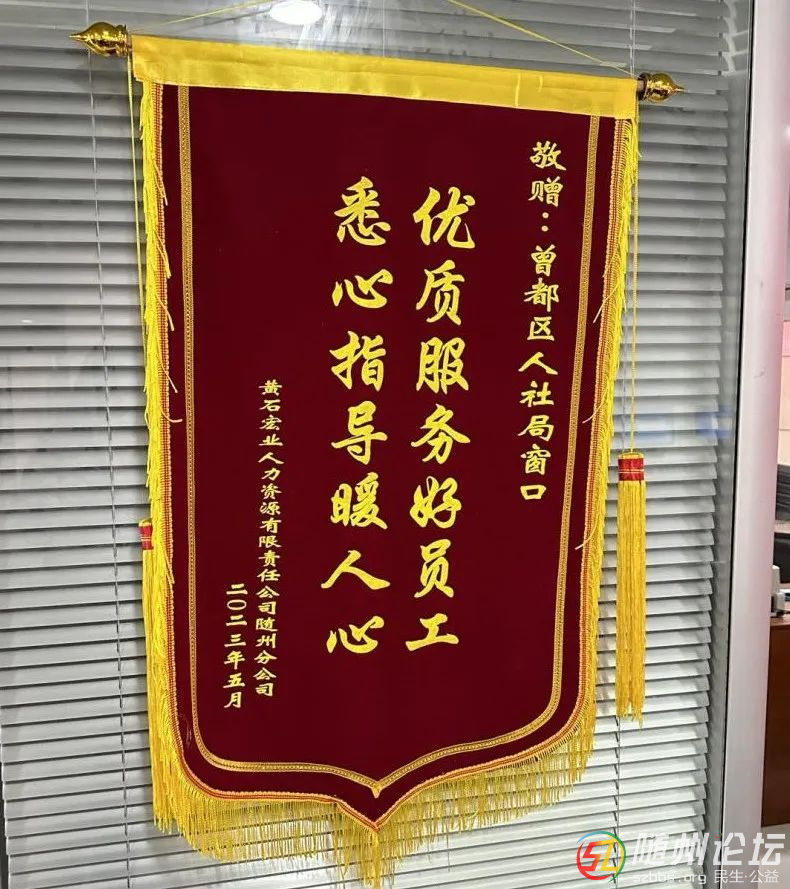 敬赠：曾都区人社局窗口
优质服务好员工
悉心指导暖人心
黄石宏业人力资源有限责任公司随州分公司
二〇二三年五月
随州论坛
szbbs.org 民生·公益